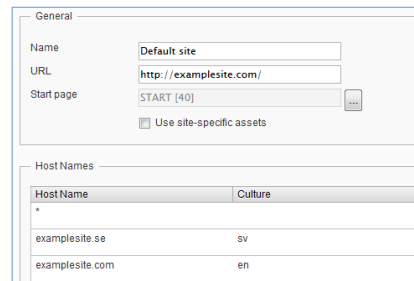 General
Name Default site
URL http://examplesite.com/
Start page START [40] ...
Use site-specific assets
Host Names
Host Name Culture
*
examplesite.se sv
examplesite.com en